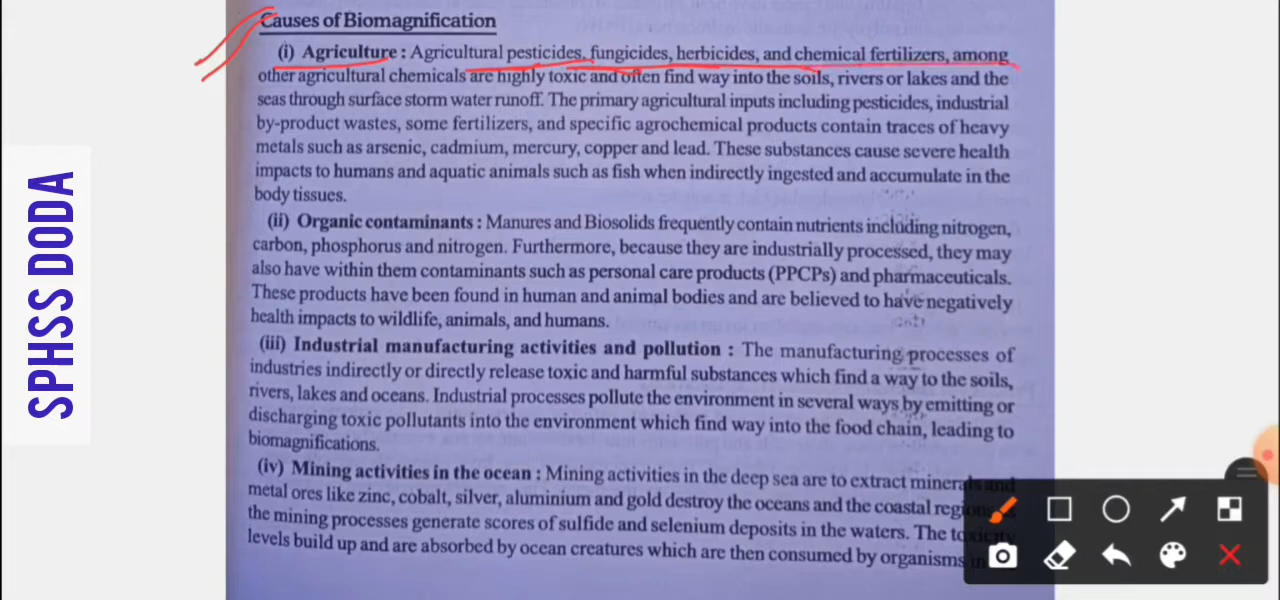 SPHSS DODA
Causes of Biomagnification
(i) Agriculture : Agricultural pesticides, fungicides, herbicides, and chemical fertilizers, among
other agricultural chemicals are highly toxic and often find way into the soils, rivers or lakes and the
seas through surface storm water runoff. The primary agricultural inputs including pesticides, industrial
by-product wastes, some fertilizers, and specific agrochemical products contain traces of heavy
metals such as arsenic, cadmium, mercury, copper and lead. These substances cause severe health
impacts to humans and aquatic animals such as fish when indirectly ingested and accumulate in the
body tissues.
(ii) Organic contaminants : Manures and Biosolids frequently contain nutrients including nitrogen,
carbon, phosphorus and nitrogen. Furthermore, because they are industrially processed, they may
also have within them contaminants such as personal care products (PPCPs) and pharmaceuticals.
These products have been found in human and animal bodies and are believed to have negatively
health impacts to wildlife, animals, and humans.
(iii) Industrial manufacturing activities and pollution : The manufacturing processes of
industries indirectly or directly release toxic and harmful substances which find a way to the soils,
rivers, lakes and oceans. Industrial processes pollute the environment in several ways by emitting or
discharging toxic pollutants into the environment which find way into the food chain, leading to
biomagnifications.
(iv) Mining activities in the ocean : Mining activities in the deep sea are to extract minerals and
metal ores like zinc, cobalt, silver, aluminium and gold destroy the oceans and the coastal
the mining processes generate scores of sulfide and selenium deposits in the waters. The toxicity
levels build up and are absorbed by ocean creatures which are then consumed by organisms